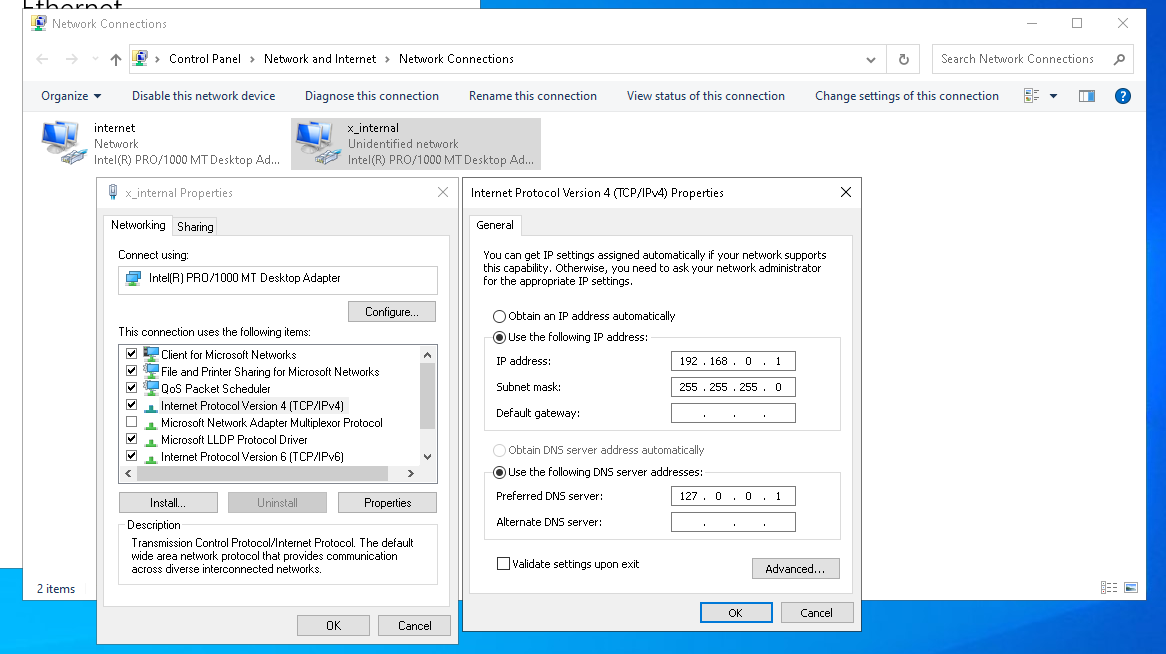 Ethernet
Network Connections
Control Panel > Network and Internet > Network Connections
Search Network Connections
Organize
Disable this network device
Diagnose this connection
Rename this connection
View status of this connection
Change settings of this connection
?
internet
Network
Intel(R) PRO/1000 MT Desktop Ad...
x_internal
Unidentified network
Intel(R) PRO/1000 MT Desktop Ad...
x_internal Properties
Networking
Sharing
Connect using:
Intel(R) PRO/1000 MT Desktop Adapter
Configure...
This connection uses the following items:
Client for Microsoft Networks
File and Printer Sharing for Microsoft Networks
QoS Packet Scheduler
Internet Protocol Version 4 (TCP/IPv4)
Microsoft Network Adapter Multiplexor Protocol
Microsoft LLDP Protocol Driver
Internet Protocol Version 6 (TCP/IPv6)
Install...
Uninstall
Properties
Description
Transmission Control Protocol/Internet Protocol. The default
wide area network protocol that provides communication
across diverse interconnected networks.
OK
Cancel
Internet Protocol Version 4 (TCP/IPv4) Properties
General
You can get IP settings assigned automatically if your network supports
this capability. Otherwise, you need to ask your network administrator
for the appropriate IP settings.
Obtain an IP address automatically
Use the following IP address:
IP address:
192 . 168 . 0 . 1
Subnet mask:
255 . 255 . 255 . 0
Default gateway:
. . .
Obtain DNS server address automatically
Use the following DNS server addresses:
Preferred DNS server:
127 . 0 . 0 . 1
Alternate DNS server:
. . .
Validate settings upon exit
Advanced...
OK
Cancel
2 items